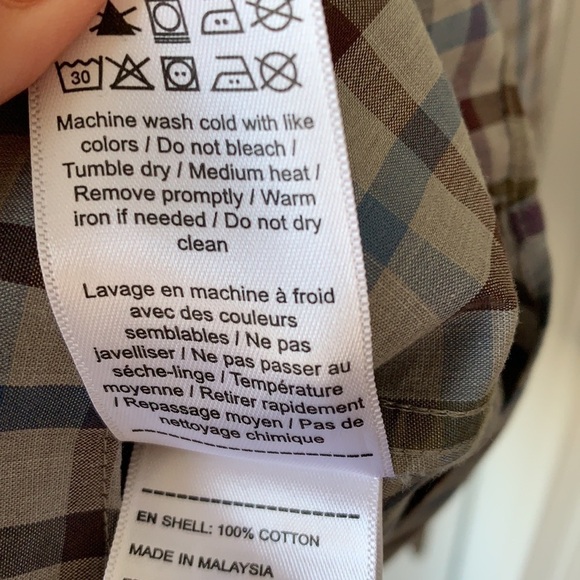 30
Machine wash cold with like
colors / Do not bleach /
Tumble dry / Medium heat /
Remove promptly / Warm
iron if needed / Do not dry
clean
Lavage en machine à froid
avec des couleurs
semblables / Ne pas
javelliser / Ne pas passer au
séche-linge / Température
moyenne / Retirer rapidement
/ Repassage moyen / Pas de
nettoyage chimique
EN SHELL: 100% COTTON
MADE IN MALAYSIA